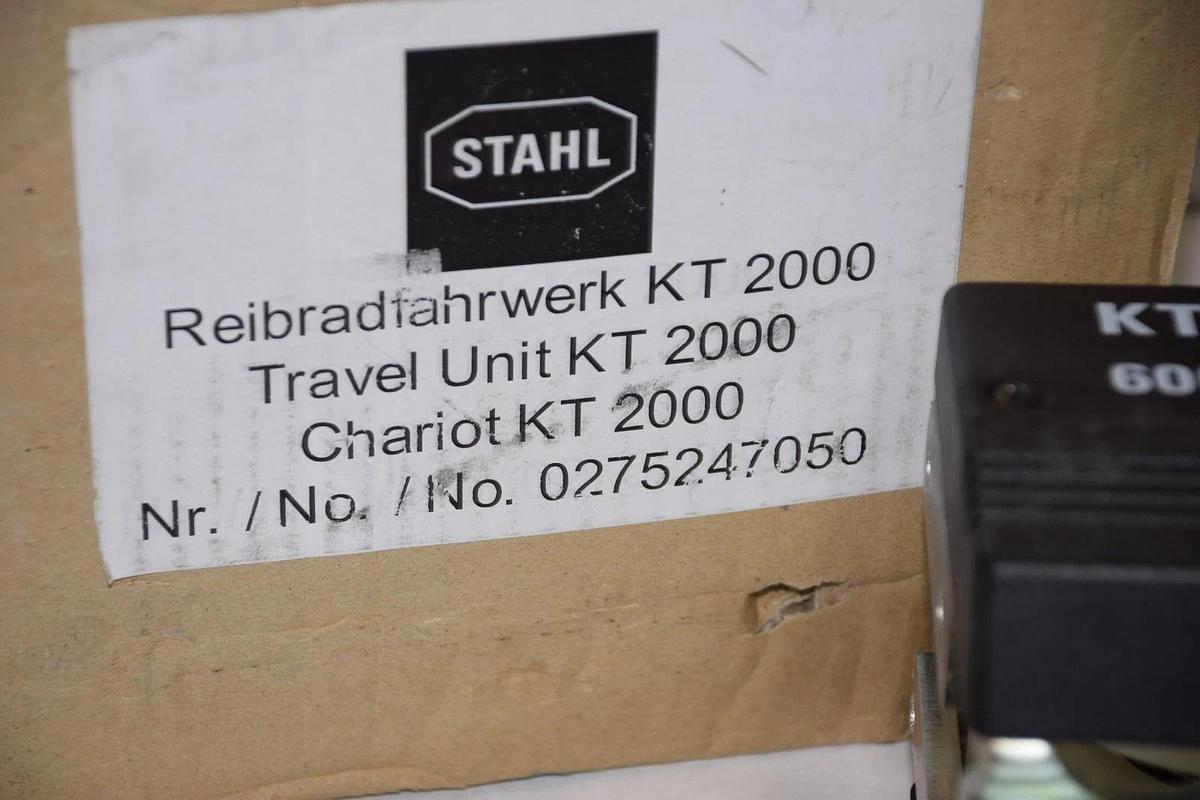 STAHL
Reibradfahrwerk KT 2000
Travel Unit KT 2000
Chariot KT 2000
Nr. / No. / No. 0275247050
KT